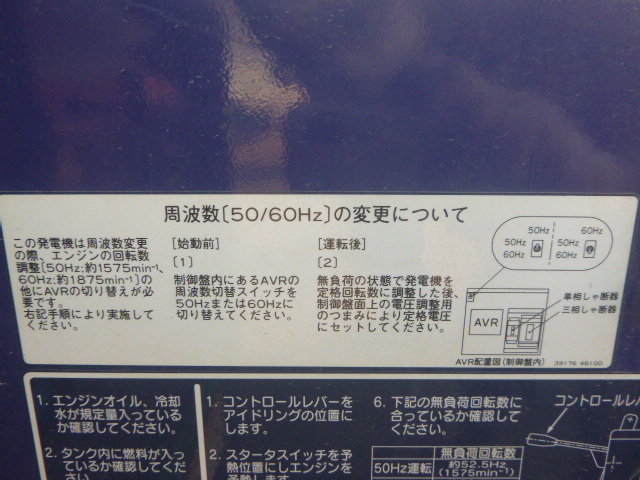 周波数〔50/60Hz〕の変更について
この発電機は周波数変更
の際、エンジンの回転数
調整〔50Hz;約1575min⁻¹、
60Hz;約1875min⁻¹〕の
他にAVRの切り替えが必
要です。
右記手順により実施して
ください。
[始動前]
〔1〕
制御盤内にあるAVRの
周波数切替スイッチを
50Hzまたは60Hzに
切り替えてください。
[運転後]
〔2〕
無負荷の状態で発電機を
定格回転数に調整した後、
制御盤面上の電圧調整用
のつまみにより定格電圧
にセットしてください。
50Hz 60Hz
50Hz 50Hz
60Hz 60Hz
AVR
単相しゃ断器
三相しゃ断器
AVR配置図(制御盤内)
39176 46100
1. エンジンオイル、冷却
水が規定量入っている
か確認してください。
2. タンク内に燃料が入っ
ているか確認してくだ
1. コントロールレバーを
アイドリングの位置に
します。
2. スタータスイッチを予
熱位置にしエンジンを
予熱します。
6. 下記の無負荷回転数に
合っているか確認して
ください。
無負荷回転数
50Hz運転 約52.5Hz
(1575min⁻¹)
コントロールレバ